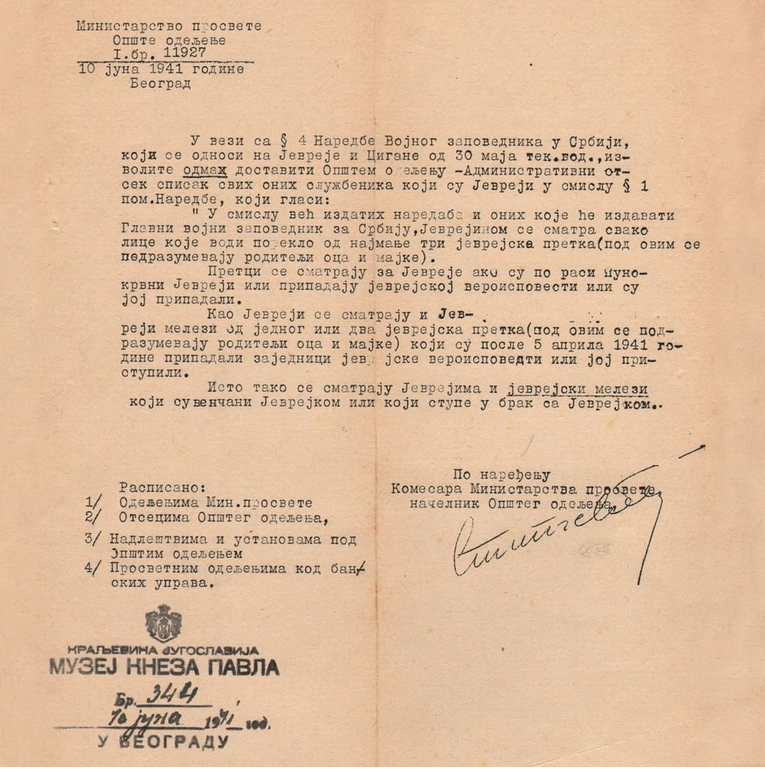 Министарство просвете
Опште одељење
I.бр. 11927
10 јуна 1941 године
Београд
У вези са § 4 Наредбе Војног заповедника у Србији,
који се односи на Јевреје и Цигане од 30 маја тек.год.,из-
волите одмах доставити Општем одељењу -Административни от-
сек списак свих оних службеника који су Јевреји у смислу § 1
пом.Наредбе, који гласи:
" У смислу већ издатих наредаба и оних које ће издавати
Главни војни заповедник за Србију,Јеврејином се сматра свако
лице које води порекло од најмање три јеврејска претка(под овим се
подразумевају родитељи оца и мајке).
Претци се сматрају за Јевреје ако су по раси пуно-
крвни Јевреји или припадају јеврејској вероисповести или су
јој припадали.
Као Јевреји се сматрају и Јев-
реји мелези од једног или два јеврејска претка(под овим се под-
разумевају родитељи оца и мајке) који су после 5 априла 1941 го-
дине припадали заједници јеврејске вероисповедти или јој при-
ступили.
Исто тако се сматрају Јеврејима и јеврејски мелези
који сувенчани Јеврејком или који ступе у брак са Јеврејком..
По наређењу
Комесара Министарства просвете
начелник Општег одељења
Расписано:
1/ Одељењима Мин.просвете
2/ Отсецима Општег одељења,
3/ Надлештвима и установама под
Општим одељењем
4/ Просветним одељењима код бан-
ских управа.
КРАЉЕВИНА ЈУГОСЛАВИЈА
МУЗЕЈ КНЕЗА ПАВЛА
Бр. 344
10 јуна 1941 год.
У БЕОГРАДУ